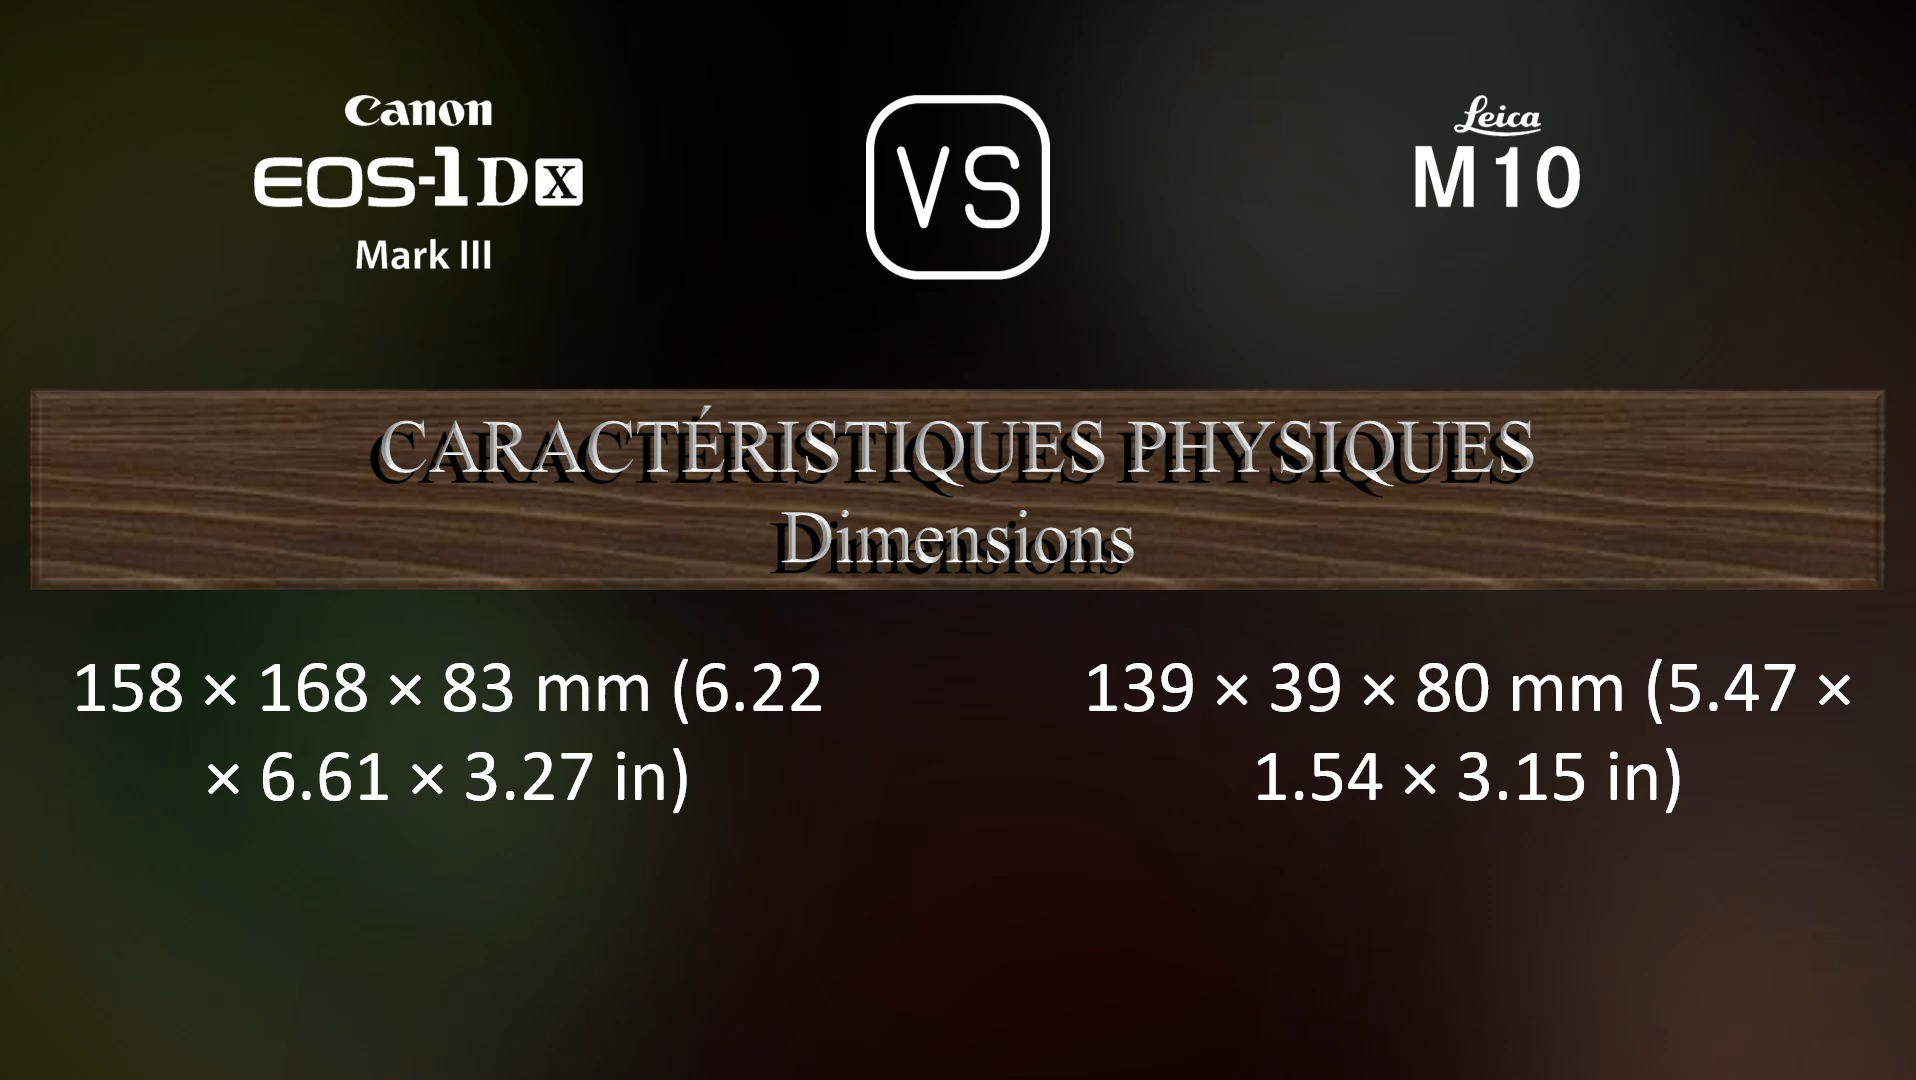 Canon
EOS-1DX
Mark III
VS
Leica
M10
CARACTÉRISTIQUES PHYSIQUES
Dimensions
158 × 168 × 83 mm (6.22
× 6.61 × 3.27 in)
139 × 39 × 80 mm (5.47 ×
1.54 × 3.15 in)